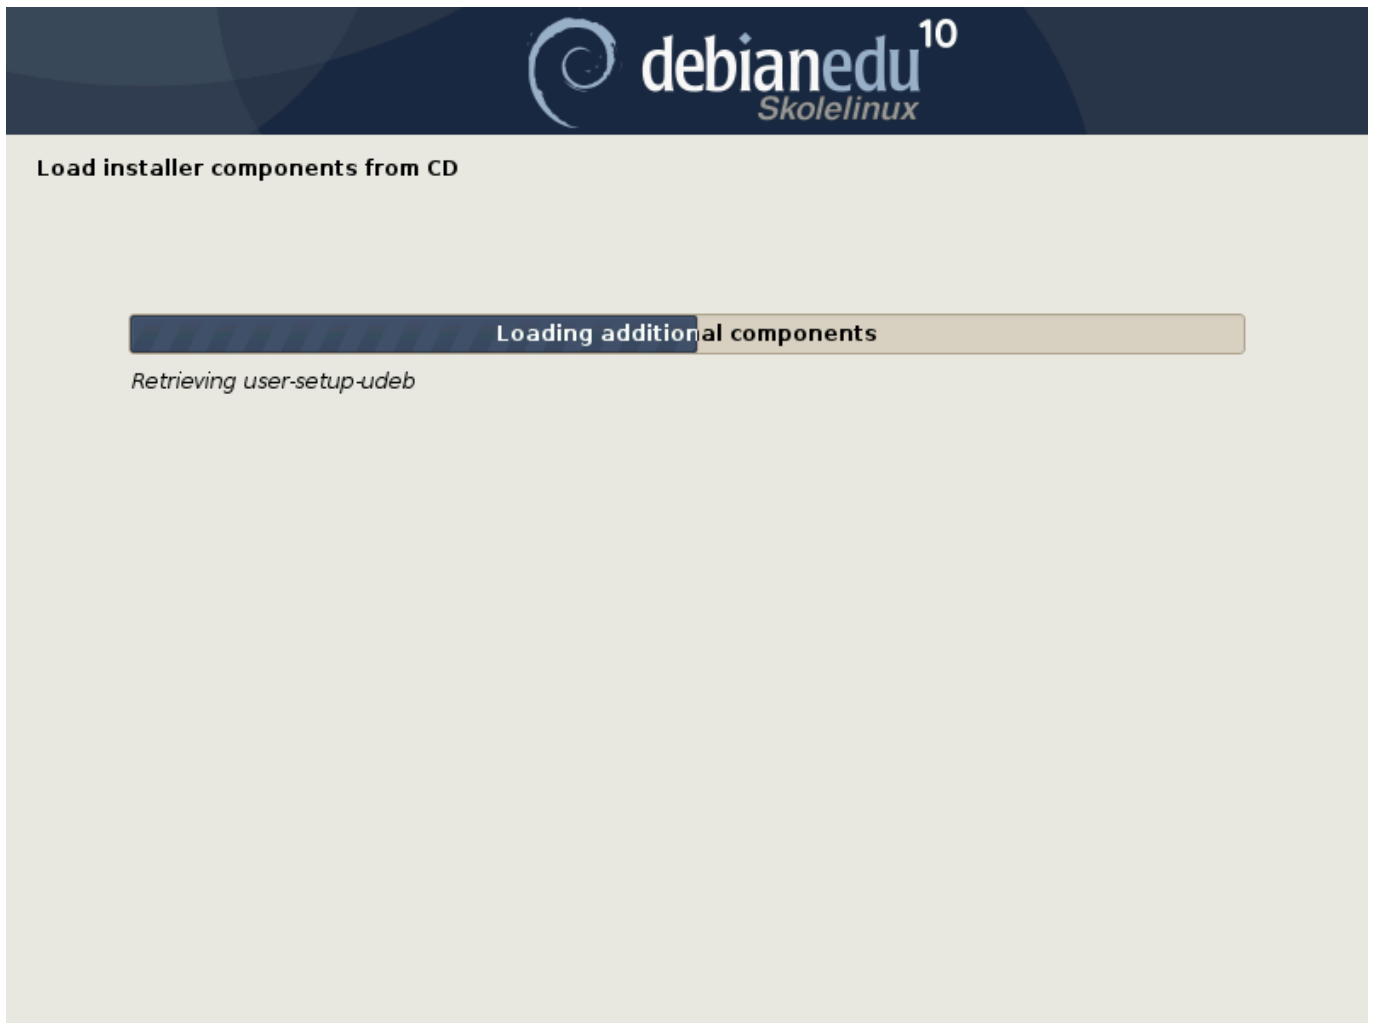 debianedu 10
Skolelinux
Load installer components from CD
Loading additional components
Retrieving user-setup-udeb